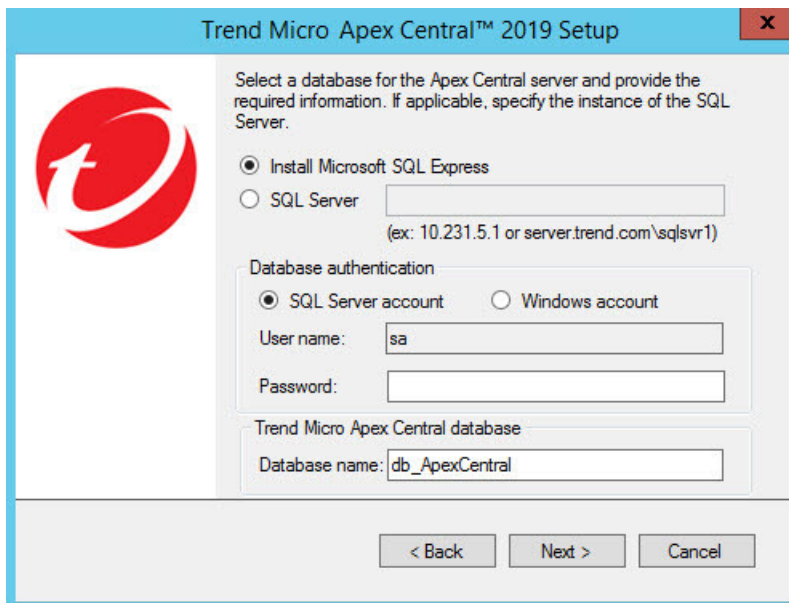 Trend Micro Apex Central™ 2019 Setup
x
Select a database for the Apex Central server and provide the
required information. If applicable, specify the instance of the SQL
Server.
Install Microsoft SQL Express
SQL Server
(ex: 10.231.5.1 or server.trend.com\sqlsvr1)
Database authentication
SQL Server account Windows account
User name: sa
Password:
Trend Micro Apex Central database
Database name: db_ApexCentral
< Back Next > Cancel